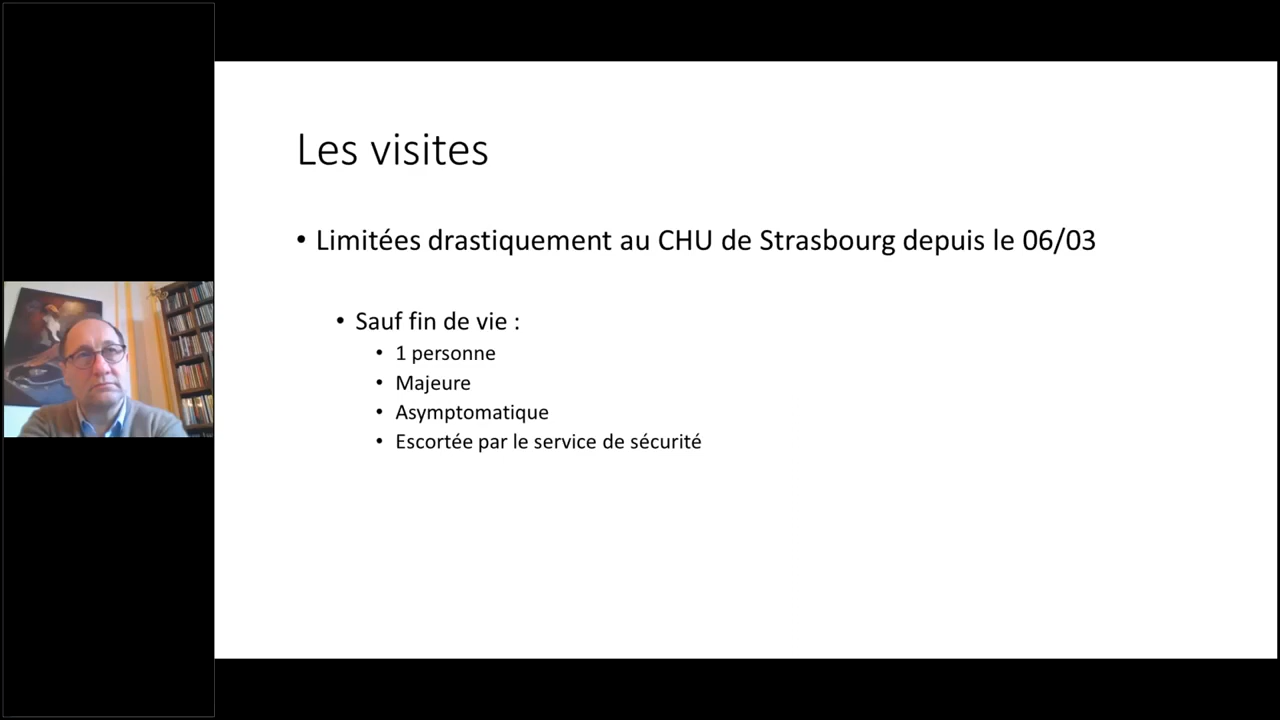 Les visites
• Limitées drastiquement au CHU de Strasbourg depuis le 06/03
• Sauf fin de vie :
• 1 personne
• Majeure
• Asymptomatique
• Escortée par le service de sécurité